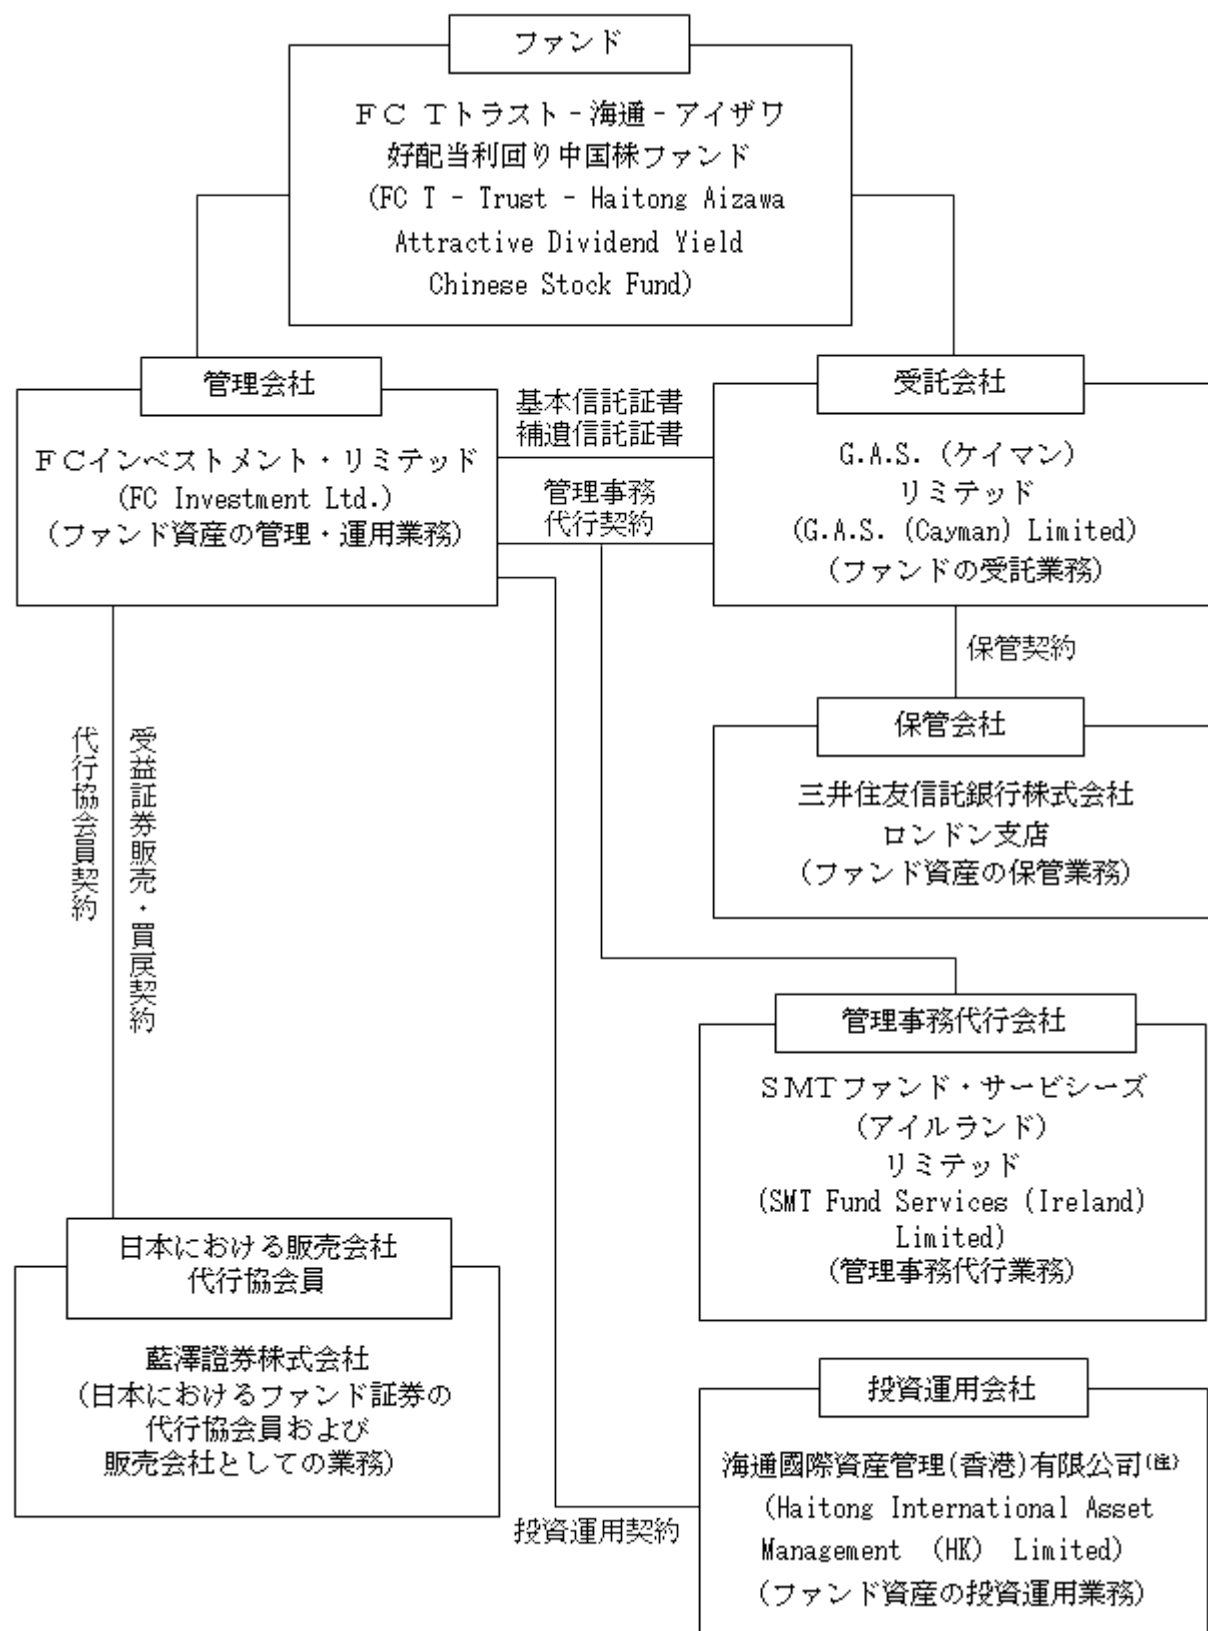 ファンド
ＦＣ Ｔトラスト‐海通‐アイザワ
好配当利回り中国株ファンド
(FC T - Trust - Haitong Aizawa
Attractive Dividend Yield
Chinese Stock Fund)
管理会社
ＦＣインベストメント・リミテッド
(FC Investment Ltd.)
(ファンド資産の管理・運用業務)
基本信託証書
補遺信託証書
管理事務
代行契約
受託会社
G.A.S. (ケイマン)
リミテッド
(G.A.S. (Cayman) Limited)
(ファンドの受託業務)
保管契約
保管会社
三井住友信託銀行株式会社
ロンドン支店
(ファンド資産の保管業務)
受益証券販売・買戻契約
代行協会員契約
管理事務代行会社
ＳＭＴファンド・サービシーズ
(アイルランド)
リミテッド
(SMT Fund Services (Ireland)
Limited)
(管理事務代行業務)
日本における販売会社
代行協会員
藍澤證券株式会社
(日本におけるファンド証券の
代行協会員および
販売会社としての業務)
投資運用契約
投資運用会社
海通國際資産管理(香港)有限公司(注)
(Haitong International Asset
Management (HK) Limited)
(ファンド資産の投資運用業務)